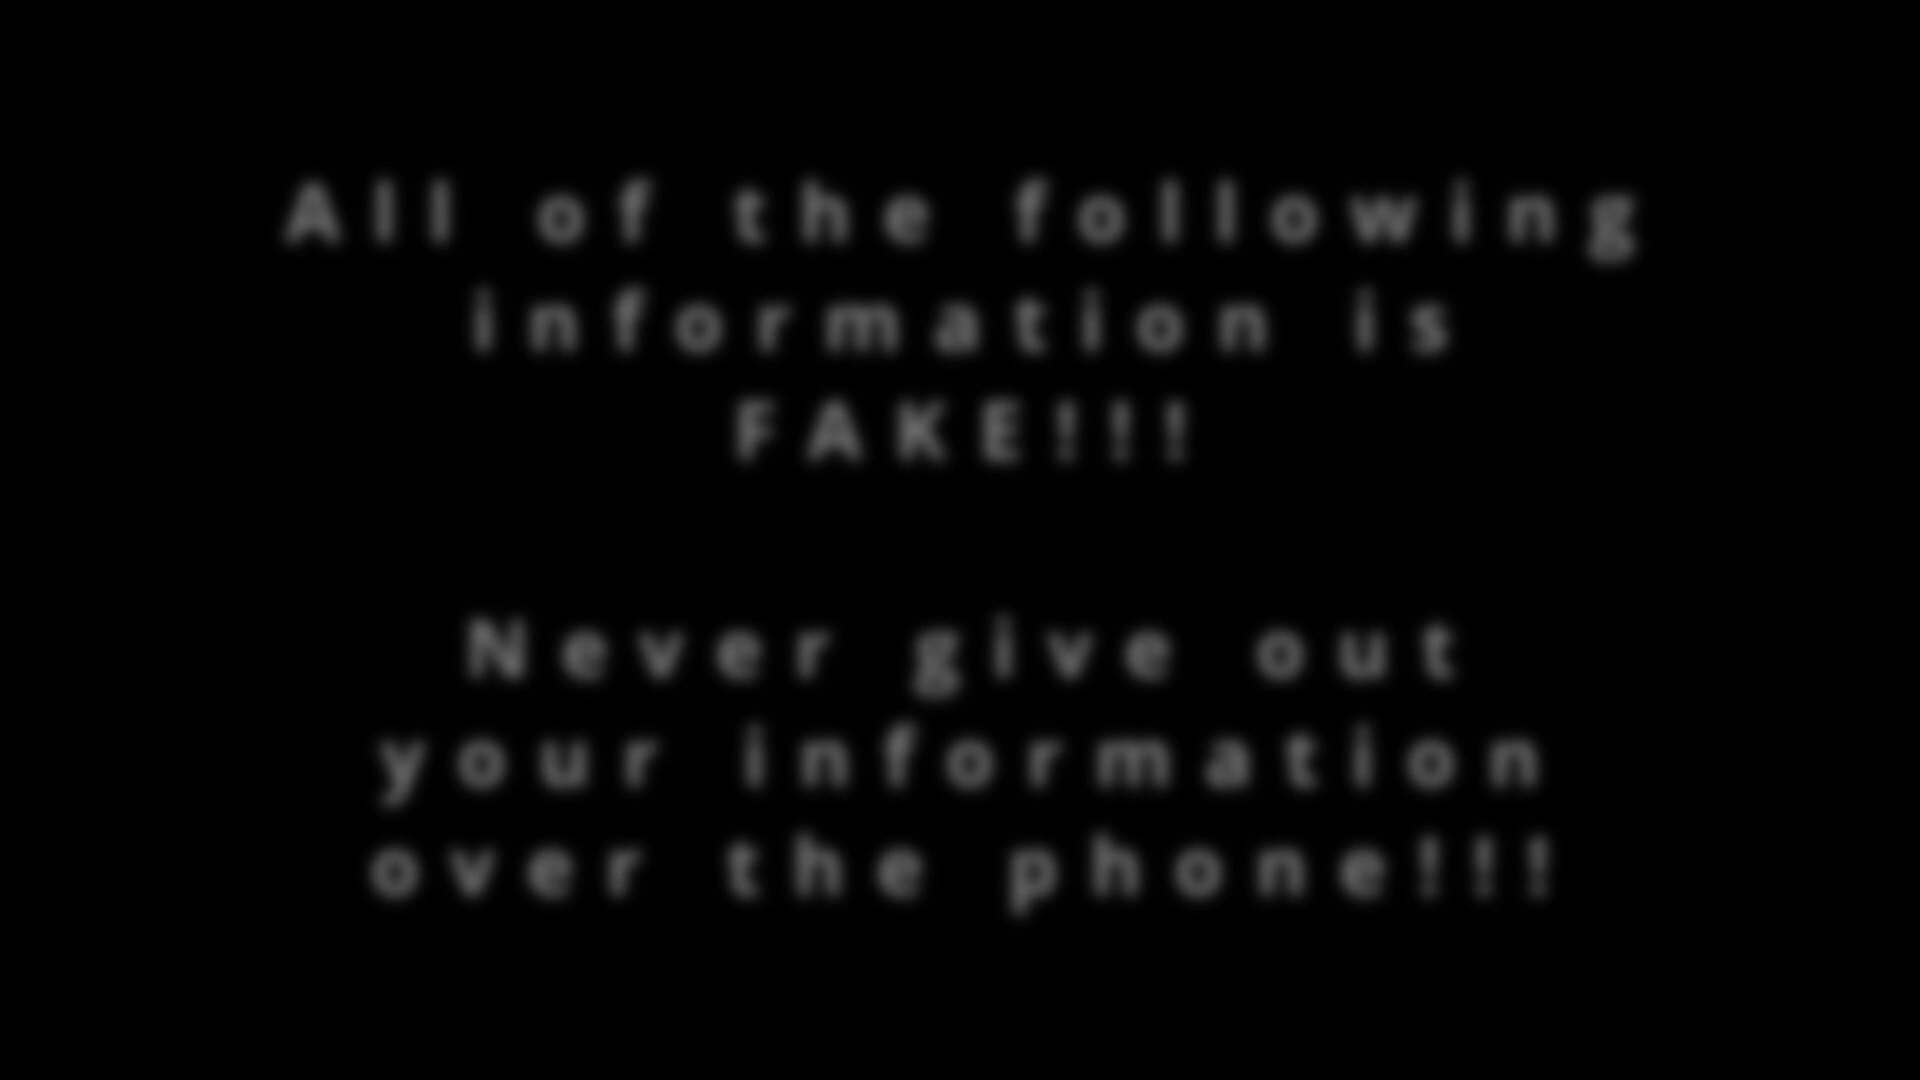 All of the following
information is
FAKE!!!
Never give out
your information
over the phone!!!